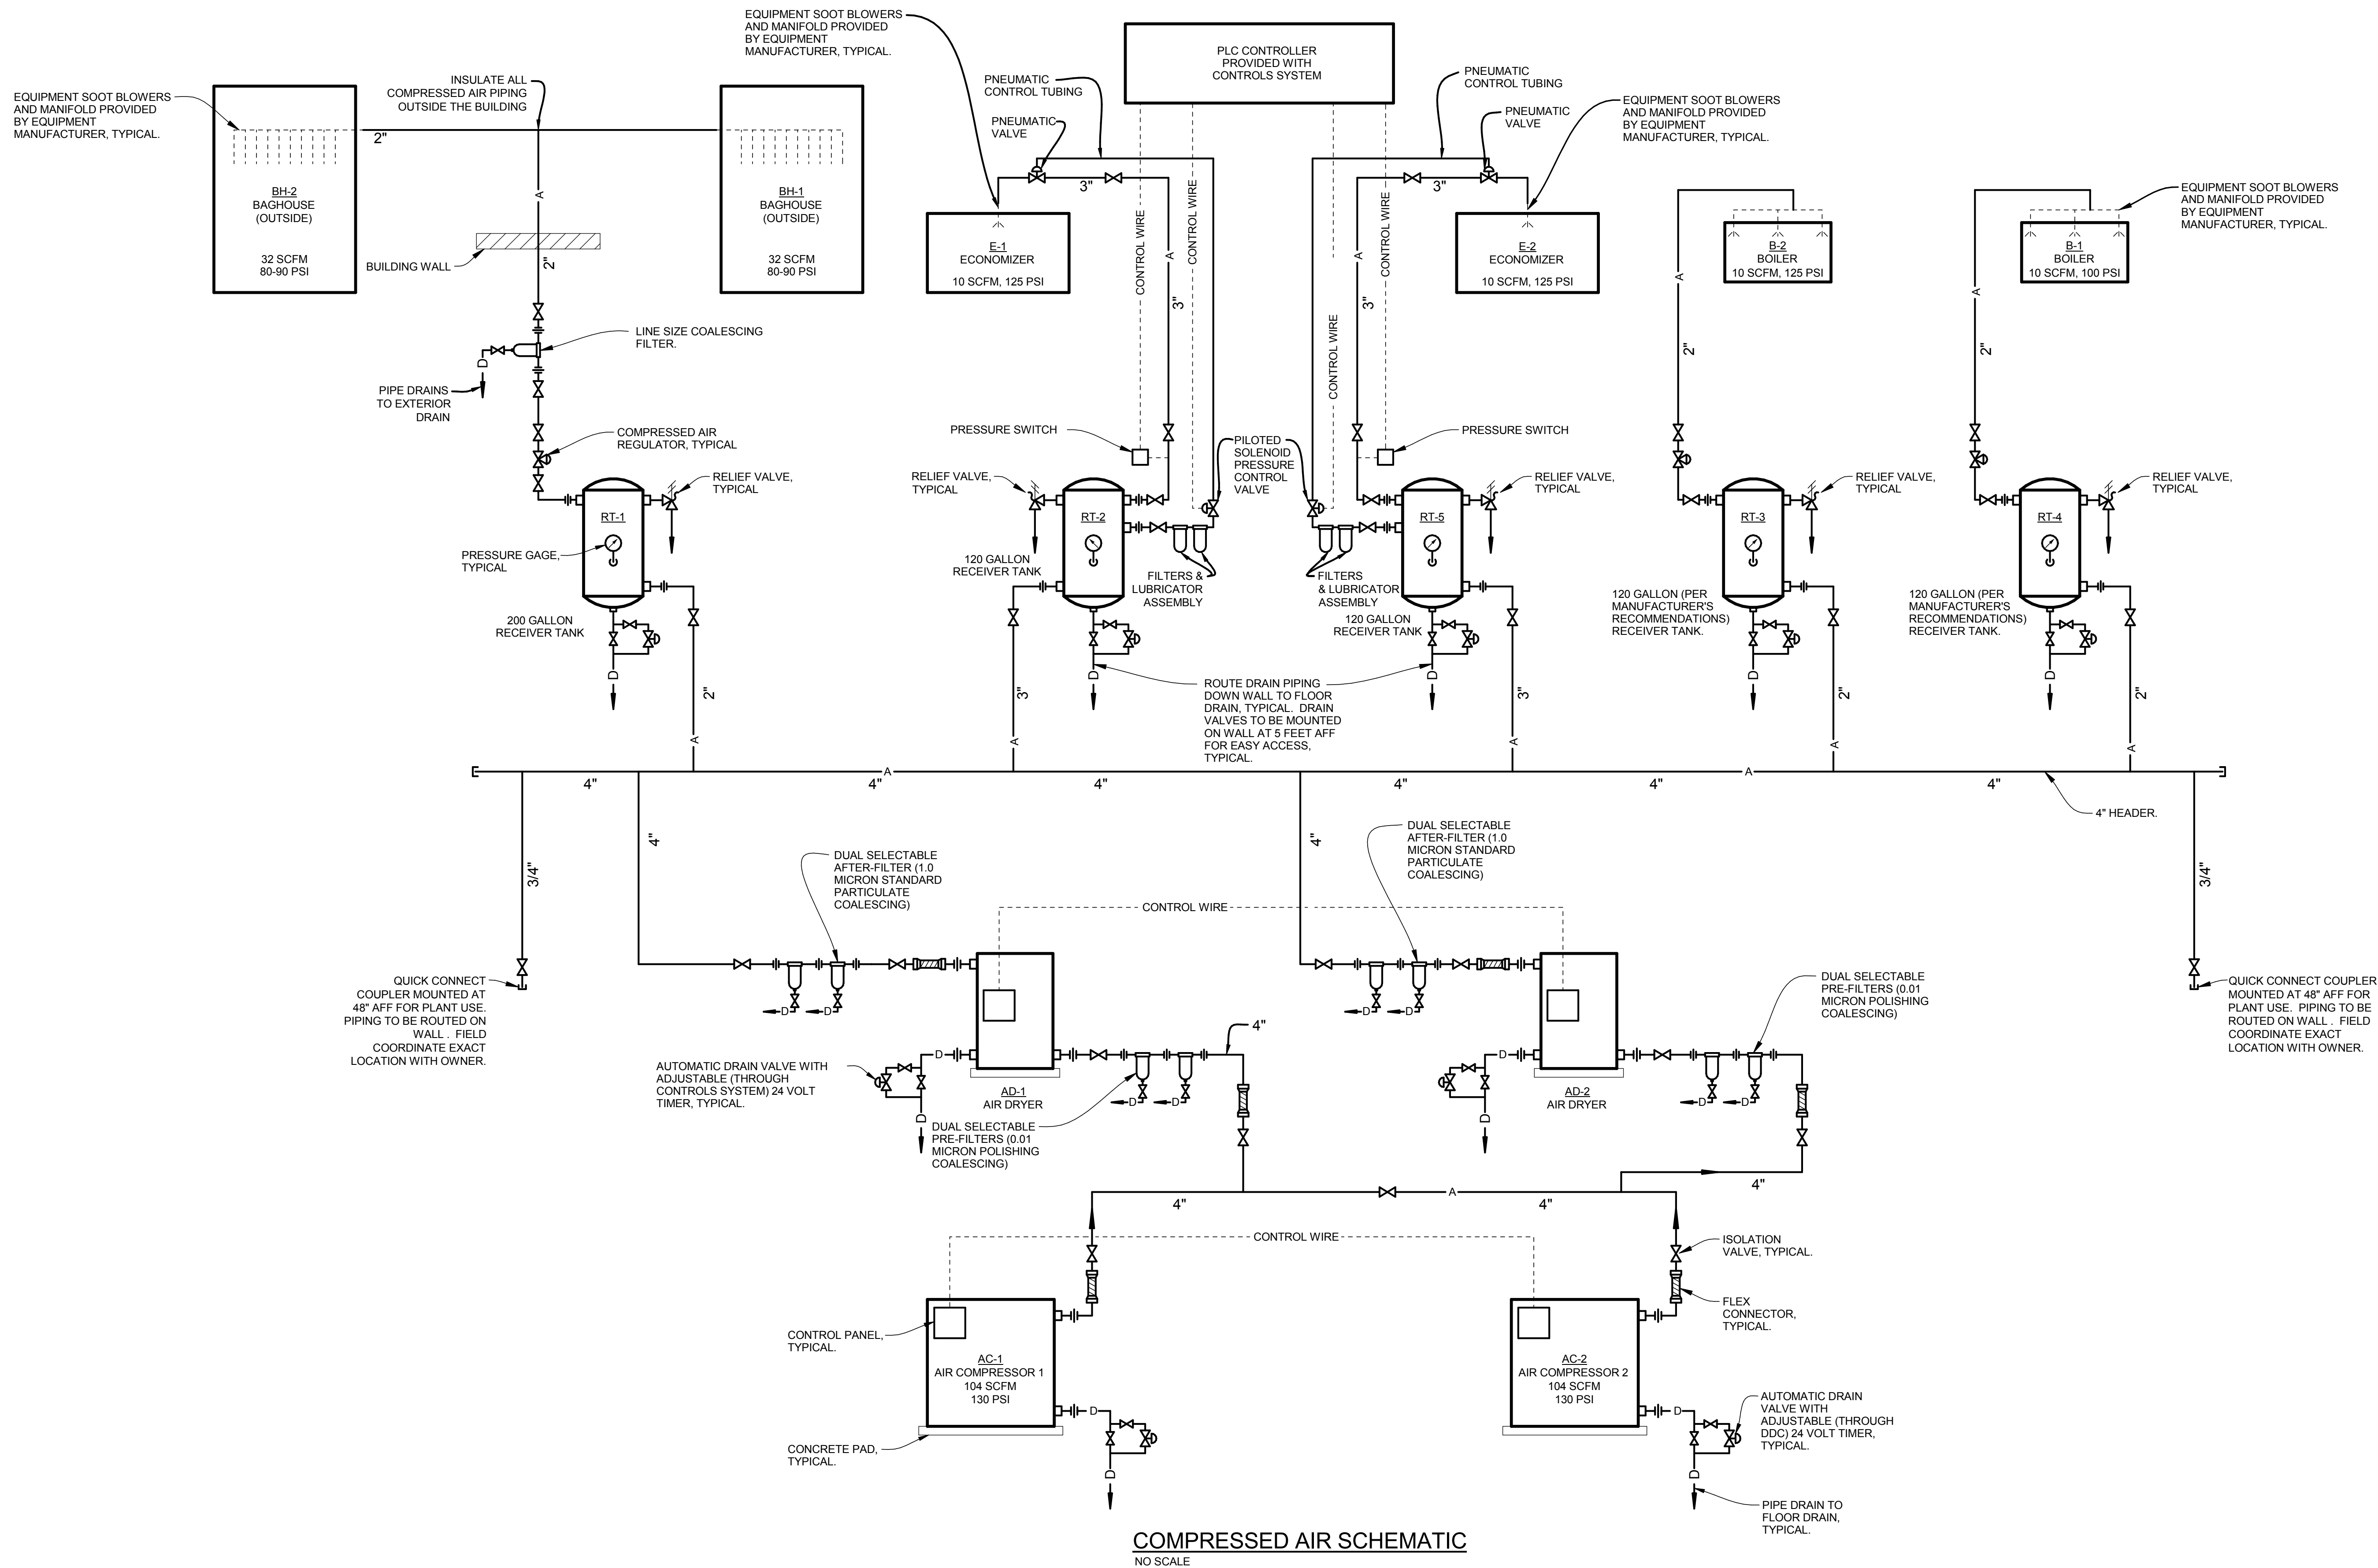 EQUIPMENT SOOT BLOWERS
AND MANIFOLD PROVIDED
BY EQUIPMENT
MANUFACTURER, TYPICAL.
PLC CONTROLLER
PROVIDED WITH
CONTROLS SYSTEM
INSULATE ALL
COMPRESSED AIR PIPING
OUTSIDE THE BUILDING
PNEUMATIC
CONTROL TUBING
PNEUMATIC
CONTROL TUBING
EQUIPMENT SOOT BLOWERS
AND MANIFOLD PROVIDED
BY EQUIPMENT
MANUFACTURER, TYPICAL.
EQUIPMENT SOOT BLOWERS
AND MANIFOLD PROVIDED
BY EQUIPMENT
MANUFACTURER, TYPICAL.
PNEUMATIC
VALVE
PNEUMATIC
VALVE
2"
3"
3"
BH-2
BAGHOUSE
(OUTSIDE)
32 SCFM
80-90 PSI
A
BH-1
BAGHOUSE
(OUTSIDE)
32 SCFM
80-90 PSI
EQUIPMENT SOOT BLOWERS
AND MANIFOLD PROVIDED
BY EQUIPMENT
MANUFACTURER, TYPICAL.
BUILDING WALL
2"
E-1
ECONOMIZER
10 SCFM, 125 PSI
CONTROL WIRE
A
CONTROL WIRE
3"
CONTROL WIRE
A
CONTROL WIRE
3"
E-2
ECONOMIZER
10 SCFM, 125 PSI
B-2
BOILER
10 SCFM, 125 PSI
B-1
BOILER
10 SCFM, 100 PSI
A
A
2"
2"
LINE SIZE COALESCING
FILTER.
D
PIPE DRAINS
TO EXTERIOR
DRAIN
COMPRESSED AIR
REGULATOR, TYPICAL
PRESSURE SWITCH
PILOTED
SOLENOID
PRESSURE
CONTROL
VALVE
PRESSURE SWITCH
RELIEF VALVE,
TYPICAL
RELIEF VALVE,
TYPICAL
RELIEF VALVE,
TYPICAL
RELIEF VALVE,
TYPICAL
RELIEF VALVE,
TYPICAL
RT-1
RT-2
RT-5
RT-3
RT-4
PRESSURE GAGE,
TYPICAL
120 GALLON
RECEIVER TANK
FILTERS &
LUBRICATOR
ASSEMBLY
FILTERS
& LUBRICATOR
ASSEMBLY
200 GALLON
RECEIVER TANK
120 GALLON
RECEIVER TANK
120 GALLON (PER
MANUFACTURER'S
RECOMMENDATIONS)
RECEIVER TANK.
120 GALLON (PER
MANUFACTURER'S
RECOMMENDATIONS)
RECEIVER TANK.
D
D
D
D
D
2"
3"
3"
2"
2"
ROUTE DRAIN PIPING
DOWN WALL TO FLOOR
DRAIN, TYPICAL.  DRAIN
VALVES TO BE MOUNTED
ON WALL AT 5 FEET AFF
FOR EASY ACCESS,
TYPICAL.
A
A
A
A
A
A
A
4"
4"
4"
4"
4"
4"
4" HEADER.
3/4"
4"
4"
3/4"
DUAL SELECTABLE
AFTER-FILTER (1.0
MICRON STANDARD
PARTICULATE
COALESCING)
DUAL SELECTABLE
AFTER-FILTER (1.0
MICRON STANDARD
PARTICULATE
COALESCING)
CONTROL WIRE
QUICK CONNECT
COUPLER MOUNTED AT
48" AFF FOR PLANT USE.
PIPING TO BE ROUTED ON
WALL .  FIELD
COORDINATE EXACT
LOCATION WITH OWNER.
D
D
D
D
DUAL SELECTABLE
PRE-FILTERS (0.01
MICRON POLISHING
COALESCING)
QUICK CONNECT COUPLER
MOUNTED AT 48" AFF FOR
PLANT USE.  PIPING TO BE
ROUTED ON WALL .  FIELD
COORDINATE EXACT
LOCATION WITH OWNER.
4"
AUTOMATIC DRAIN VALVE WITH
ADJUSTABLE (THROUGH
CONTROLS SYSTEM) 24 VOLT
TIMER, TYPICAL.
D
D
AD-1
AIR DRYER
D
D
DUAL SELECTABLE
PRE-FILTERS (0.01
MICRON POLISHING
COALESCING)
D
D
AD-2
AIR DRYER
D
D
4"
A
4"
4"
CONTROL WIRE
ISOLATION
VALVE, TYPICAL.
FLEX
CONNECTOR,
TYPICAL.
CONTROL PANEL,
TYPICAL.
AC-1
AIR COMPRESSOR 1
104 SCFM
130 PSI
AC-2
AIR COMPRESSOR 2
104 SCFM
130 PSI
D
D
AUTOMATIC DRAIN
VALVE WITH
ADJUSTABLE (THROUGH
DDC) 24 VOLT TIMER,
TYPICAL.
CONCRETE PAD,
TYPICAL.
D
D
PIPE DRAIN TO
FLOOR DRAIN,
TYPICAL.
COMPRESSED AIR SCHEMATIC
NO SCALE